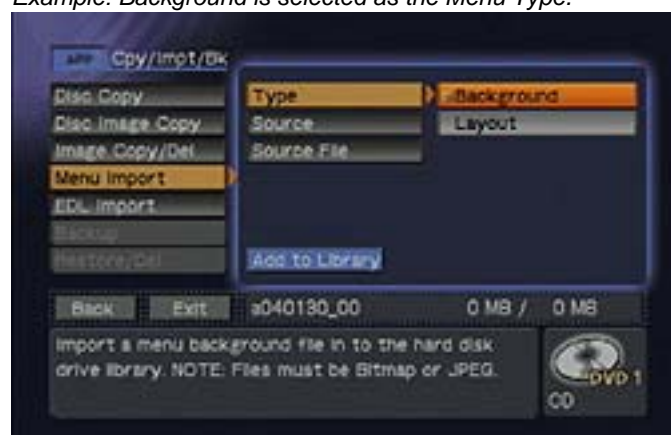 Example: Background is selected as the Menu Type.
APP Cpy/Impt/Bk
Disc Copy
Disc Image Copy
Image Copy/Del
Menu Import
EDL Import
Backup
Restore/Del
Type
Source
Source File
Background
Layout
Add to Library
Back Exit a040130_00 0 MB / 0 MB
Import a menu background file in to the hard disk
drive library. NOTE: Files must be Bitmap or JPEG.
DVD 1
CD